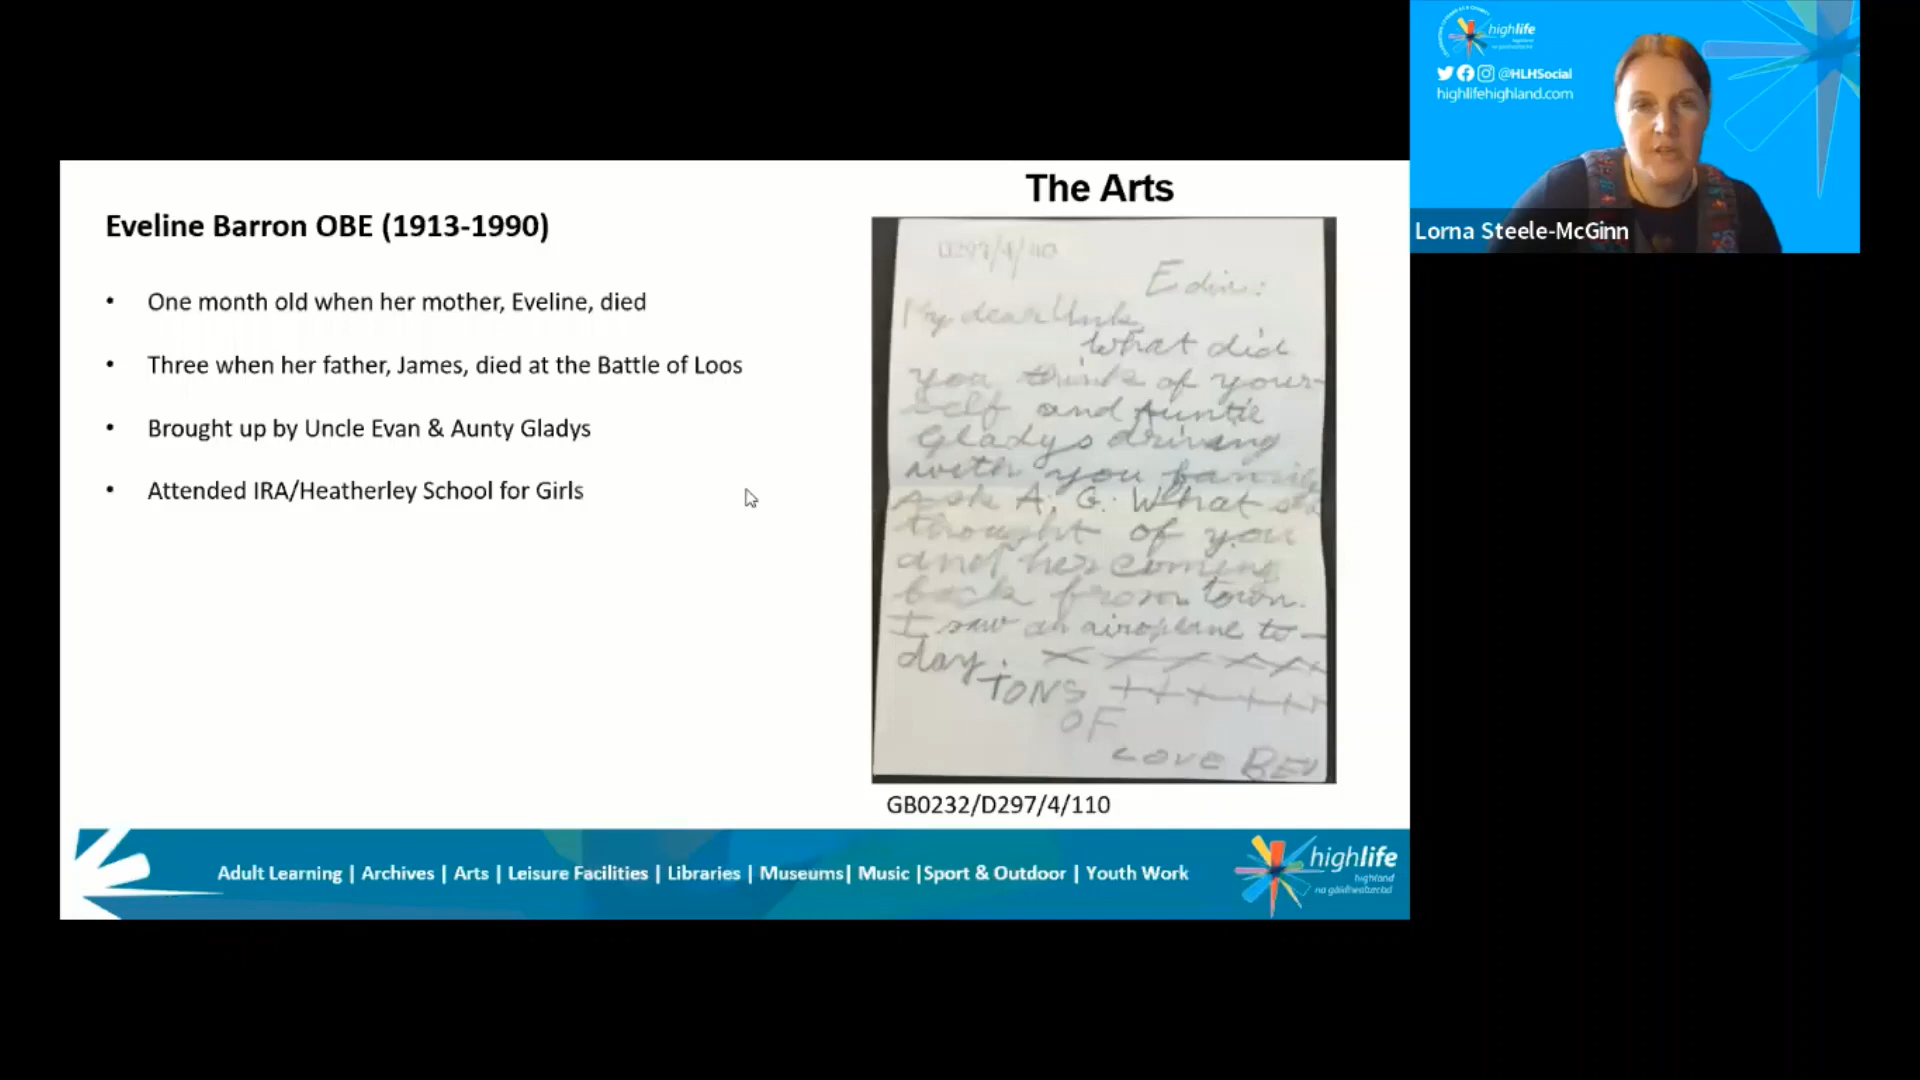 The Arts
Eveline Barron OBE (1913-1990)
• One month old when her mother, Eveline, died
• Three when her father, James, died at the Battle of Loos
• Brought up by Uncle Evan & Aunty Gladys
• Attended IRA/Heatherley School for Girls
D297/4/110
Edin:
My dear Unk,
what did
you think of your-
self and Auntie
Gladys driving
with you
Ask A. G. What
thought of you
and her coming
back from town.
I saw an airoplane to-
day. x x x x x x
TONS + + + + + +
OF
LOVE BEV
GB0232/D297/4/110
Adult Learning | Archives | Arts | Leisure Facilities | Libraries | Museums| Music |Sport & Outdoor | Youth Work
highlife
highland
na gàidhealtachd
highlife
@HLHSocial
highlifehighland.com
Lorna Steele-McGinn